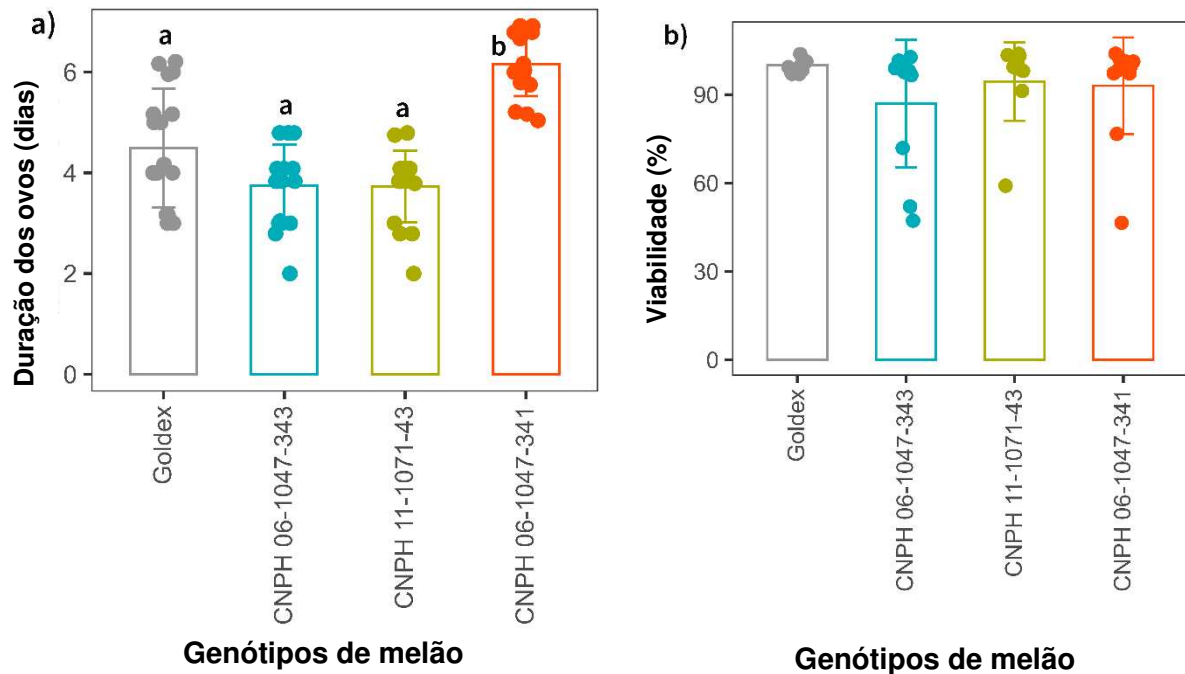 a)
Duração dos ovos (dias)
6
4
2
0
a
a
a
b
Goldex
CNPH 06-1047-343
CNPH 11-1071-43
CNPH 06-1047-341
Genótipos de melão
b)
Viabilidade (%)
90
60
30
0
Goldex
CNPH 06-1047-343
CNPH 11-1071-43
CNPH 06-1047-341
Genótipos de melão